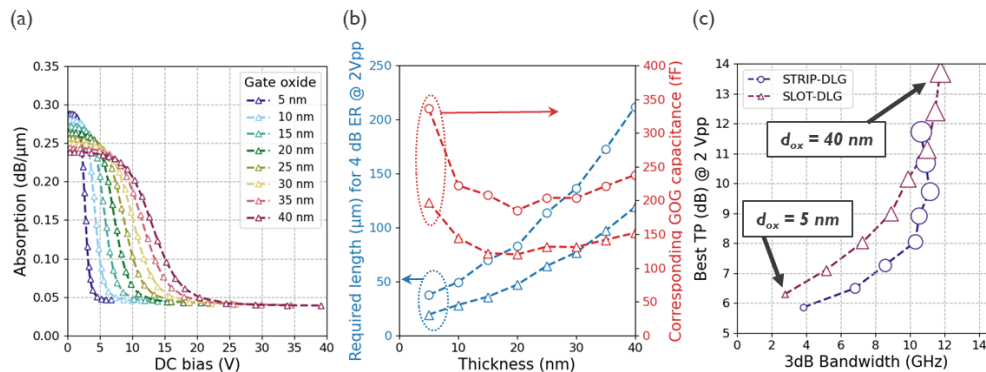 (a)
Absorption (dB/μm)
0.35
0.30
0.25
0.20
0.15
0.10
0.05
0.00
0 5 10 15 20 25 30 35 40
DC bias (V)
Gate oxide
5 nm
10 nm
15 nm
20 nm
25 nm
30 nm
35 nm
40 nm
(b)
Required length (μm) for 4 dB ER @ 2Vpp
250
200
150
100
50
0
0 10 20 30 40
Thickness (nm)
400
350
300
250
200
150
100
50
0
Corresponding GOG capacitance (fF)
(c)
Best TP (dB) @ 2 Vpp
14
13
12
11
10
9
8
7
6
5
0 2 4 6 8 10 12 14
3dB Bandwidth (GHz)
STRIP-DLG
SLOT-DLG
dox = 40 nm
dox = 5 nm